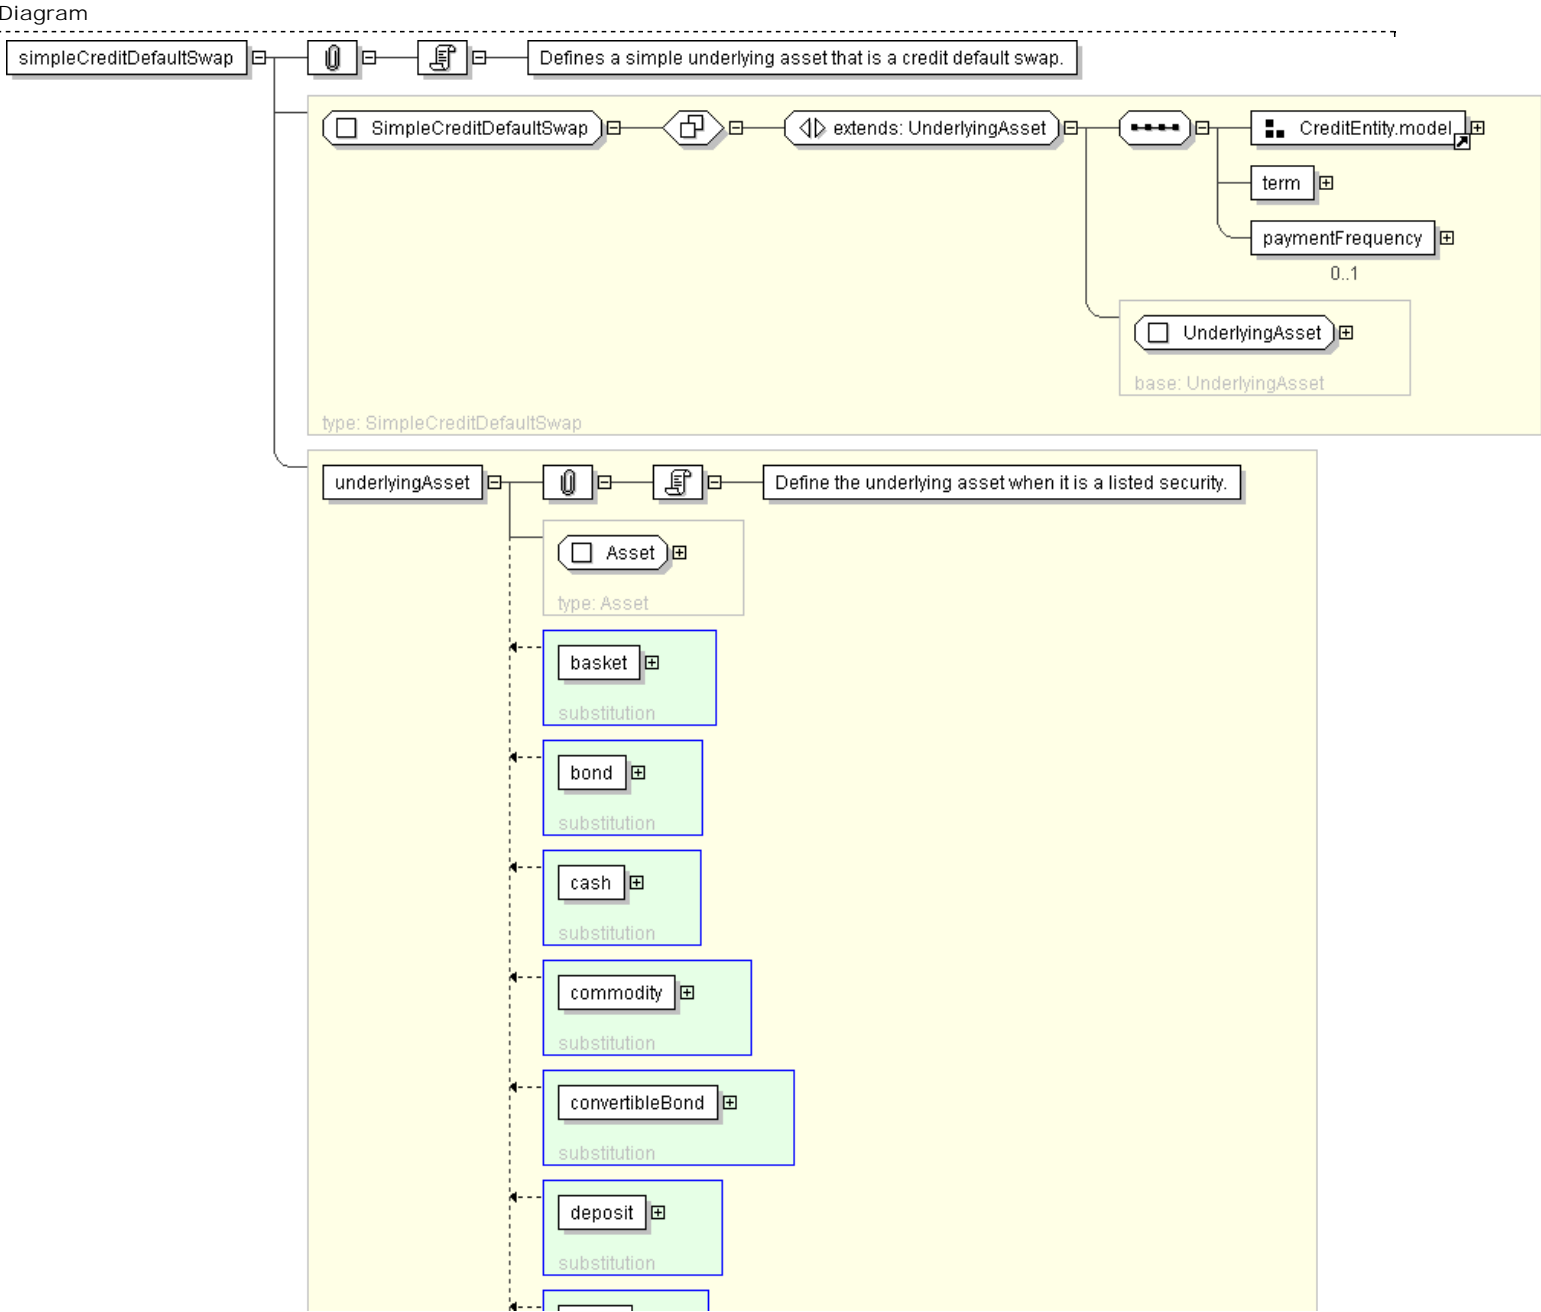 Diagram
simpleCreditDefaultSwap
Defines a simple underlying asset that is a credit default swap.
SimpleCreditDefaultSwap
extends: UnderlyingAsset
CreditEntity.model
term
paymentFrequency
0..1
UnderlyingAsset
base: UnderlyingAsset
type: SimpleCreditDefaultSwap
underlyingAsset
Define the underlying asset when it is a listed security.
Asset
type: Asset
basket
substitution
bond
substitution
cash
substitution
commodity
substitution
convertibleBond
substitution
deposit
substitution